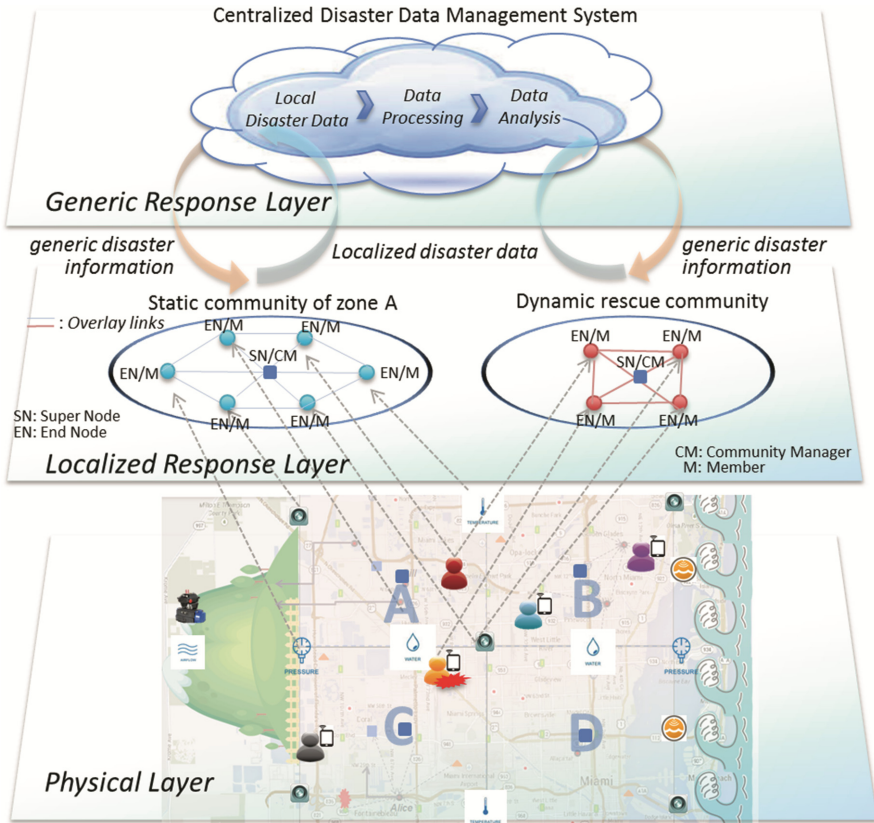 Centralized Disaster Data Management System
Local
Disaster Data
Data
Processing
Data
Analysis
Generic Response Layer
generic disaster
information
Localized disaster data
generic disaster
information
Static community of zone A
Dynamic rescue community
: Overlay links
EN/M
EN/M
SN/CM
EN/M
EN/M
EN/M
EN/M
EN/M
EN/M
SN/CM
EN/M
EN/M
SN: Super Node
EN: End Node
CM: Community Manager
M: Member
Localized Response Layer
TEMPERATURE
A
B
AIRFLOW
PRESSURE
WATER
WATER
PRESSURE
C
D
Miami
Alice
TEMPERATURE
Physical Layer